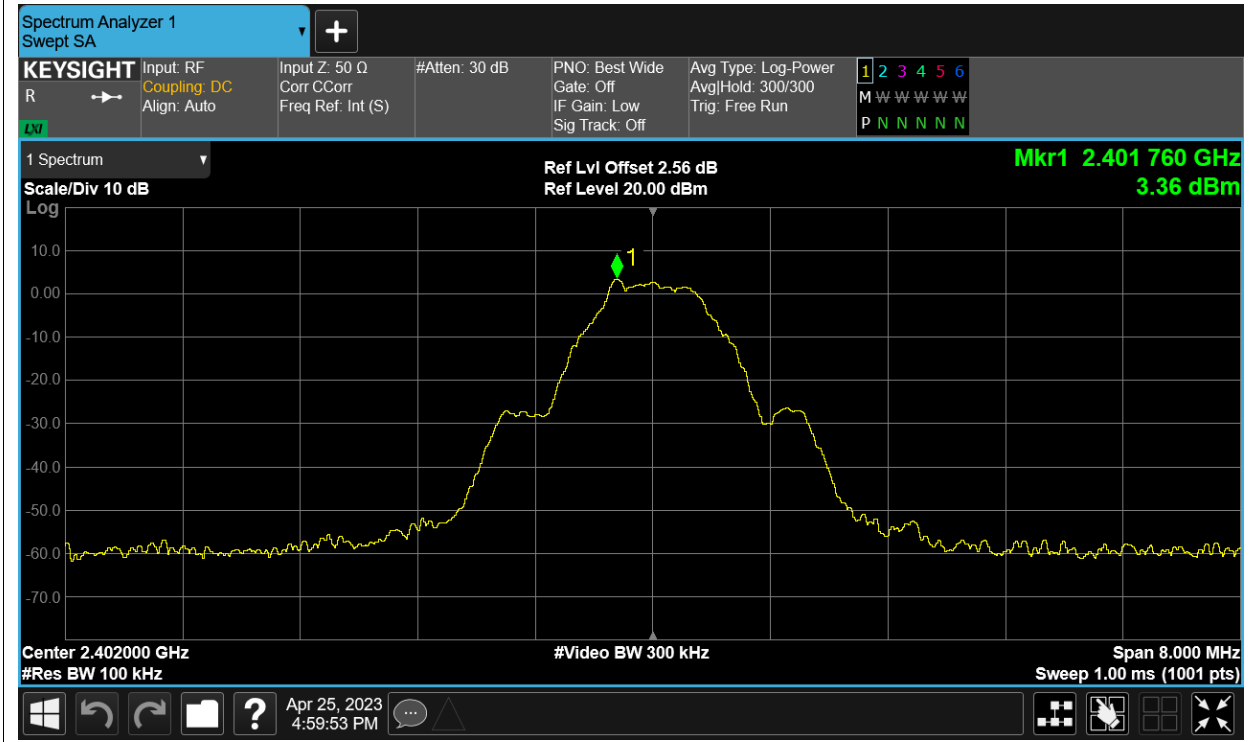 Spectrum Analyzer 1
Swept SA
KEYSIGHT
R
LXI
Input: RF
Coupling: DC
Align: Auto
Input Z: 50 Ω
Corr CCorr
Freq Ref: Int (S)
#Atten: 30 dB
PNO: Best Wide
Gate: Off
IF Gain: Low
Sig Track: Off
Avg Type: Log-Power
Avg|Hold: 300/300
Trig: Free Run
1 2 3 4 5 6
M W W W W W
P N N N N N
1 Spectrum
Scale/Div 10 dB
Log
Ref Lvl Offset 2.56 dB
Ref Level 20.00 dBm
Mkr1 2.401 760 GHz
3.36 dBm
10.0
1
0.00
-10.0
-20.0
-30.0
-40.0
-50.0
-60.0
-70.0
Center 2.402000 GHz
#Res BW 100 kHz
#Video BW 300 kHz
Span 8.000 MHz
Sweep 1.00 ms (1001 pts)
?
Apr 25, 2023
4:59:53 PM